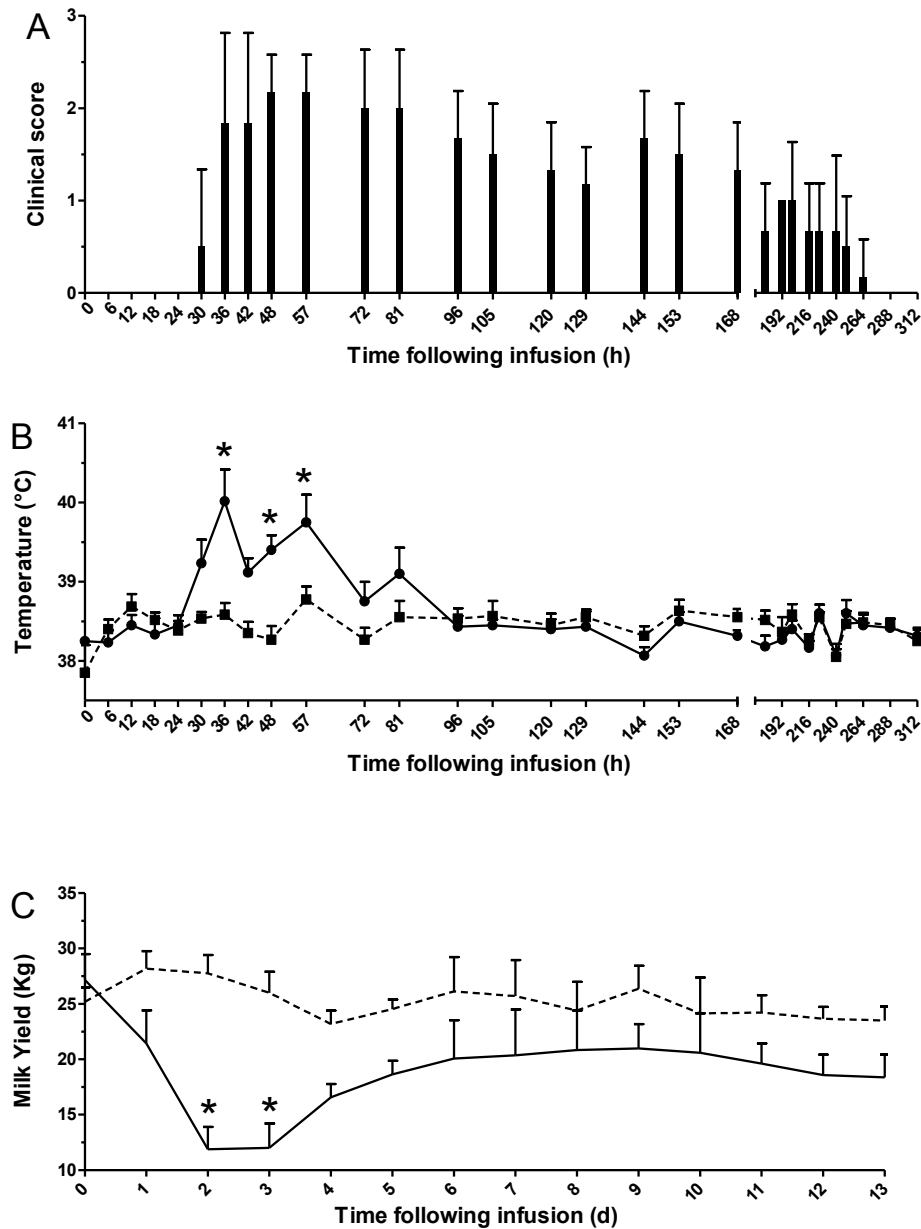 A
Clinical score
3
2
1
0
0 6 12 18 24 30 36 42 48 57 72 81 96 105 120 129 144 153 168 192 216 240 264 288 312
Time following infusion (h)
B
Temperature (°C)
41
40
39
38
* * *
0 6 12 18 24 30 36 42 48 57 72 81 96 105 120 129 144 153 168 192 216 240 264 288 312
Time following infusion (h)
C
Milk Yield (Kg)
35
30
25
20
15
10
* *
0 1 2 3 4 5 6 7 8 9 10 11 12 13
Time following infusion (d)